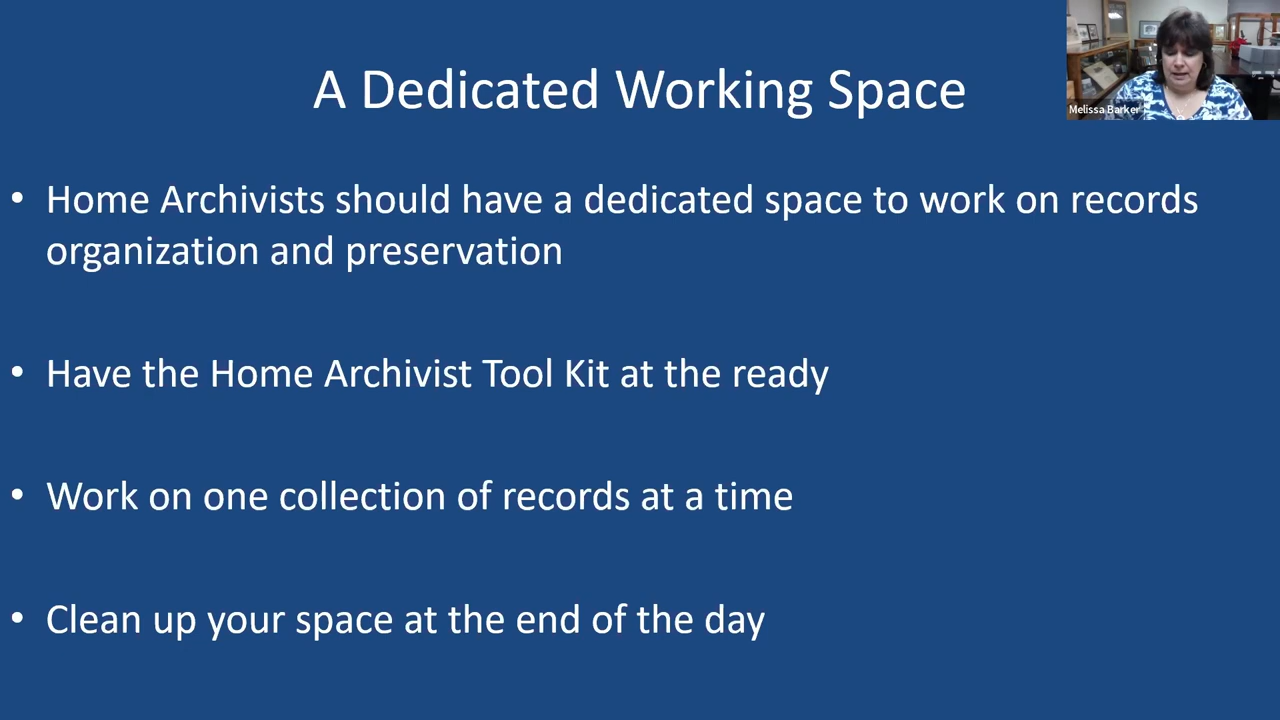 A Dedicated Working Space
Melissa Barker
• Home Archivists should have a dedicated space to work on records
organization and preservation
• Have the Home Archivist Tool Kit at the ready
• Work on one collection of records at a time
• Clean up your space at the end of the day